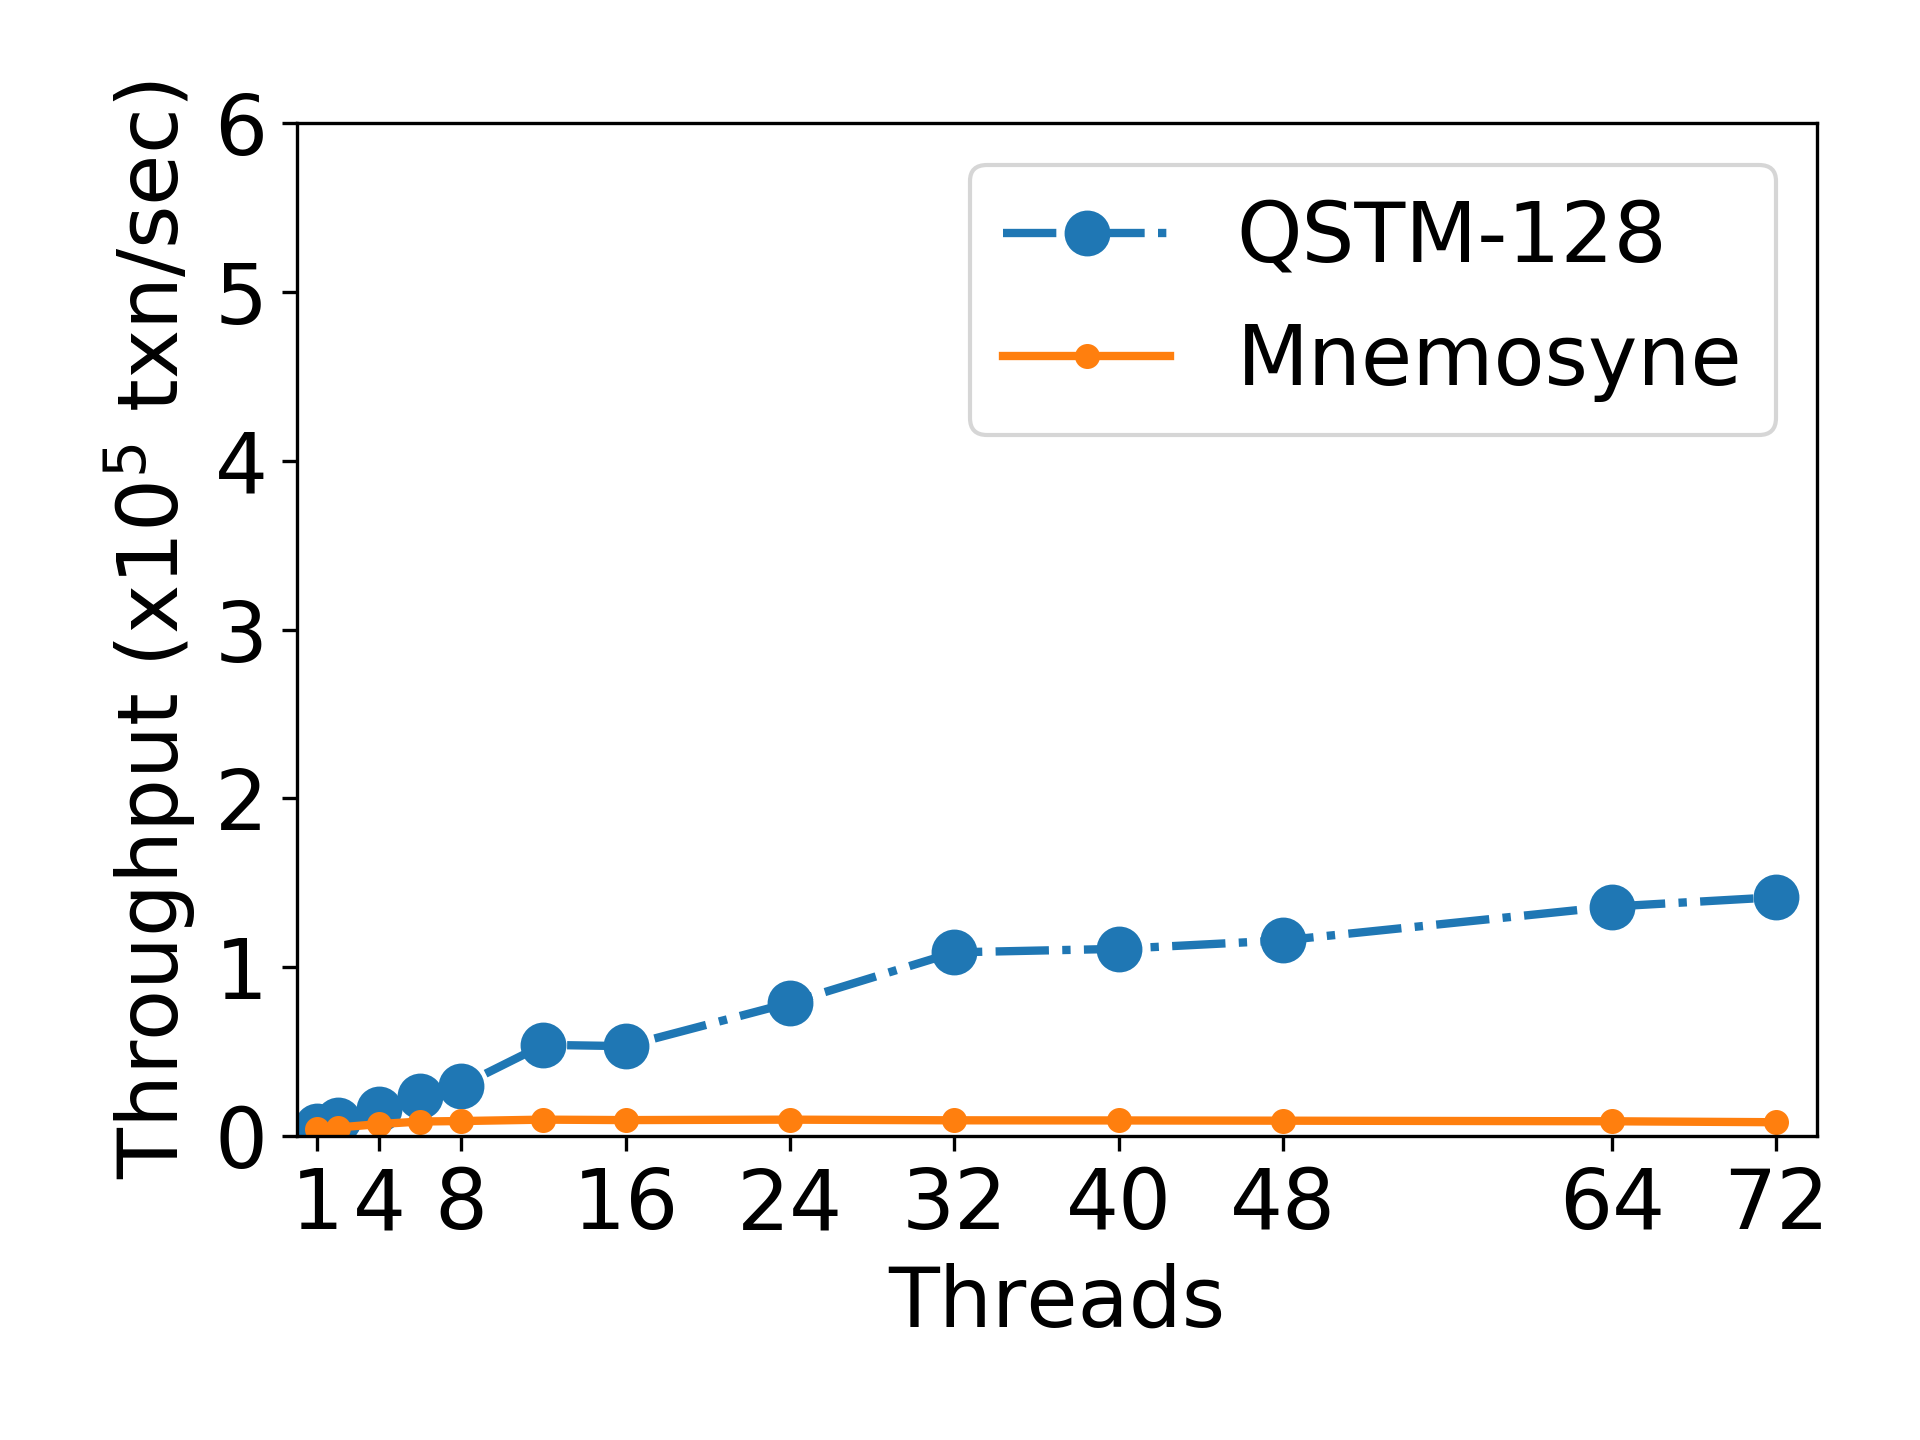 Throughput (x10⁵ txn/sec)
6
5
4
3
2
1
0
QSTM-128
Mnemosyne
1 4 8 16 24 32 40 48 64 72
Threads